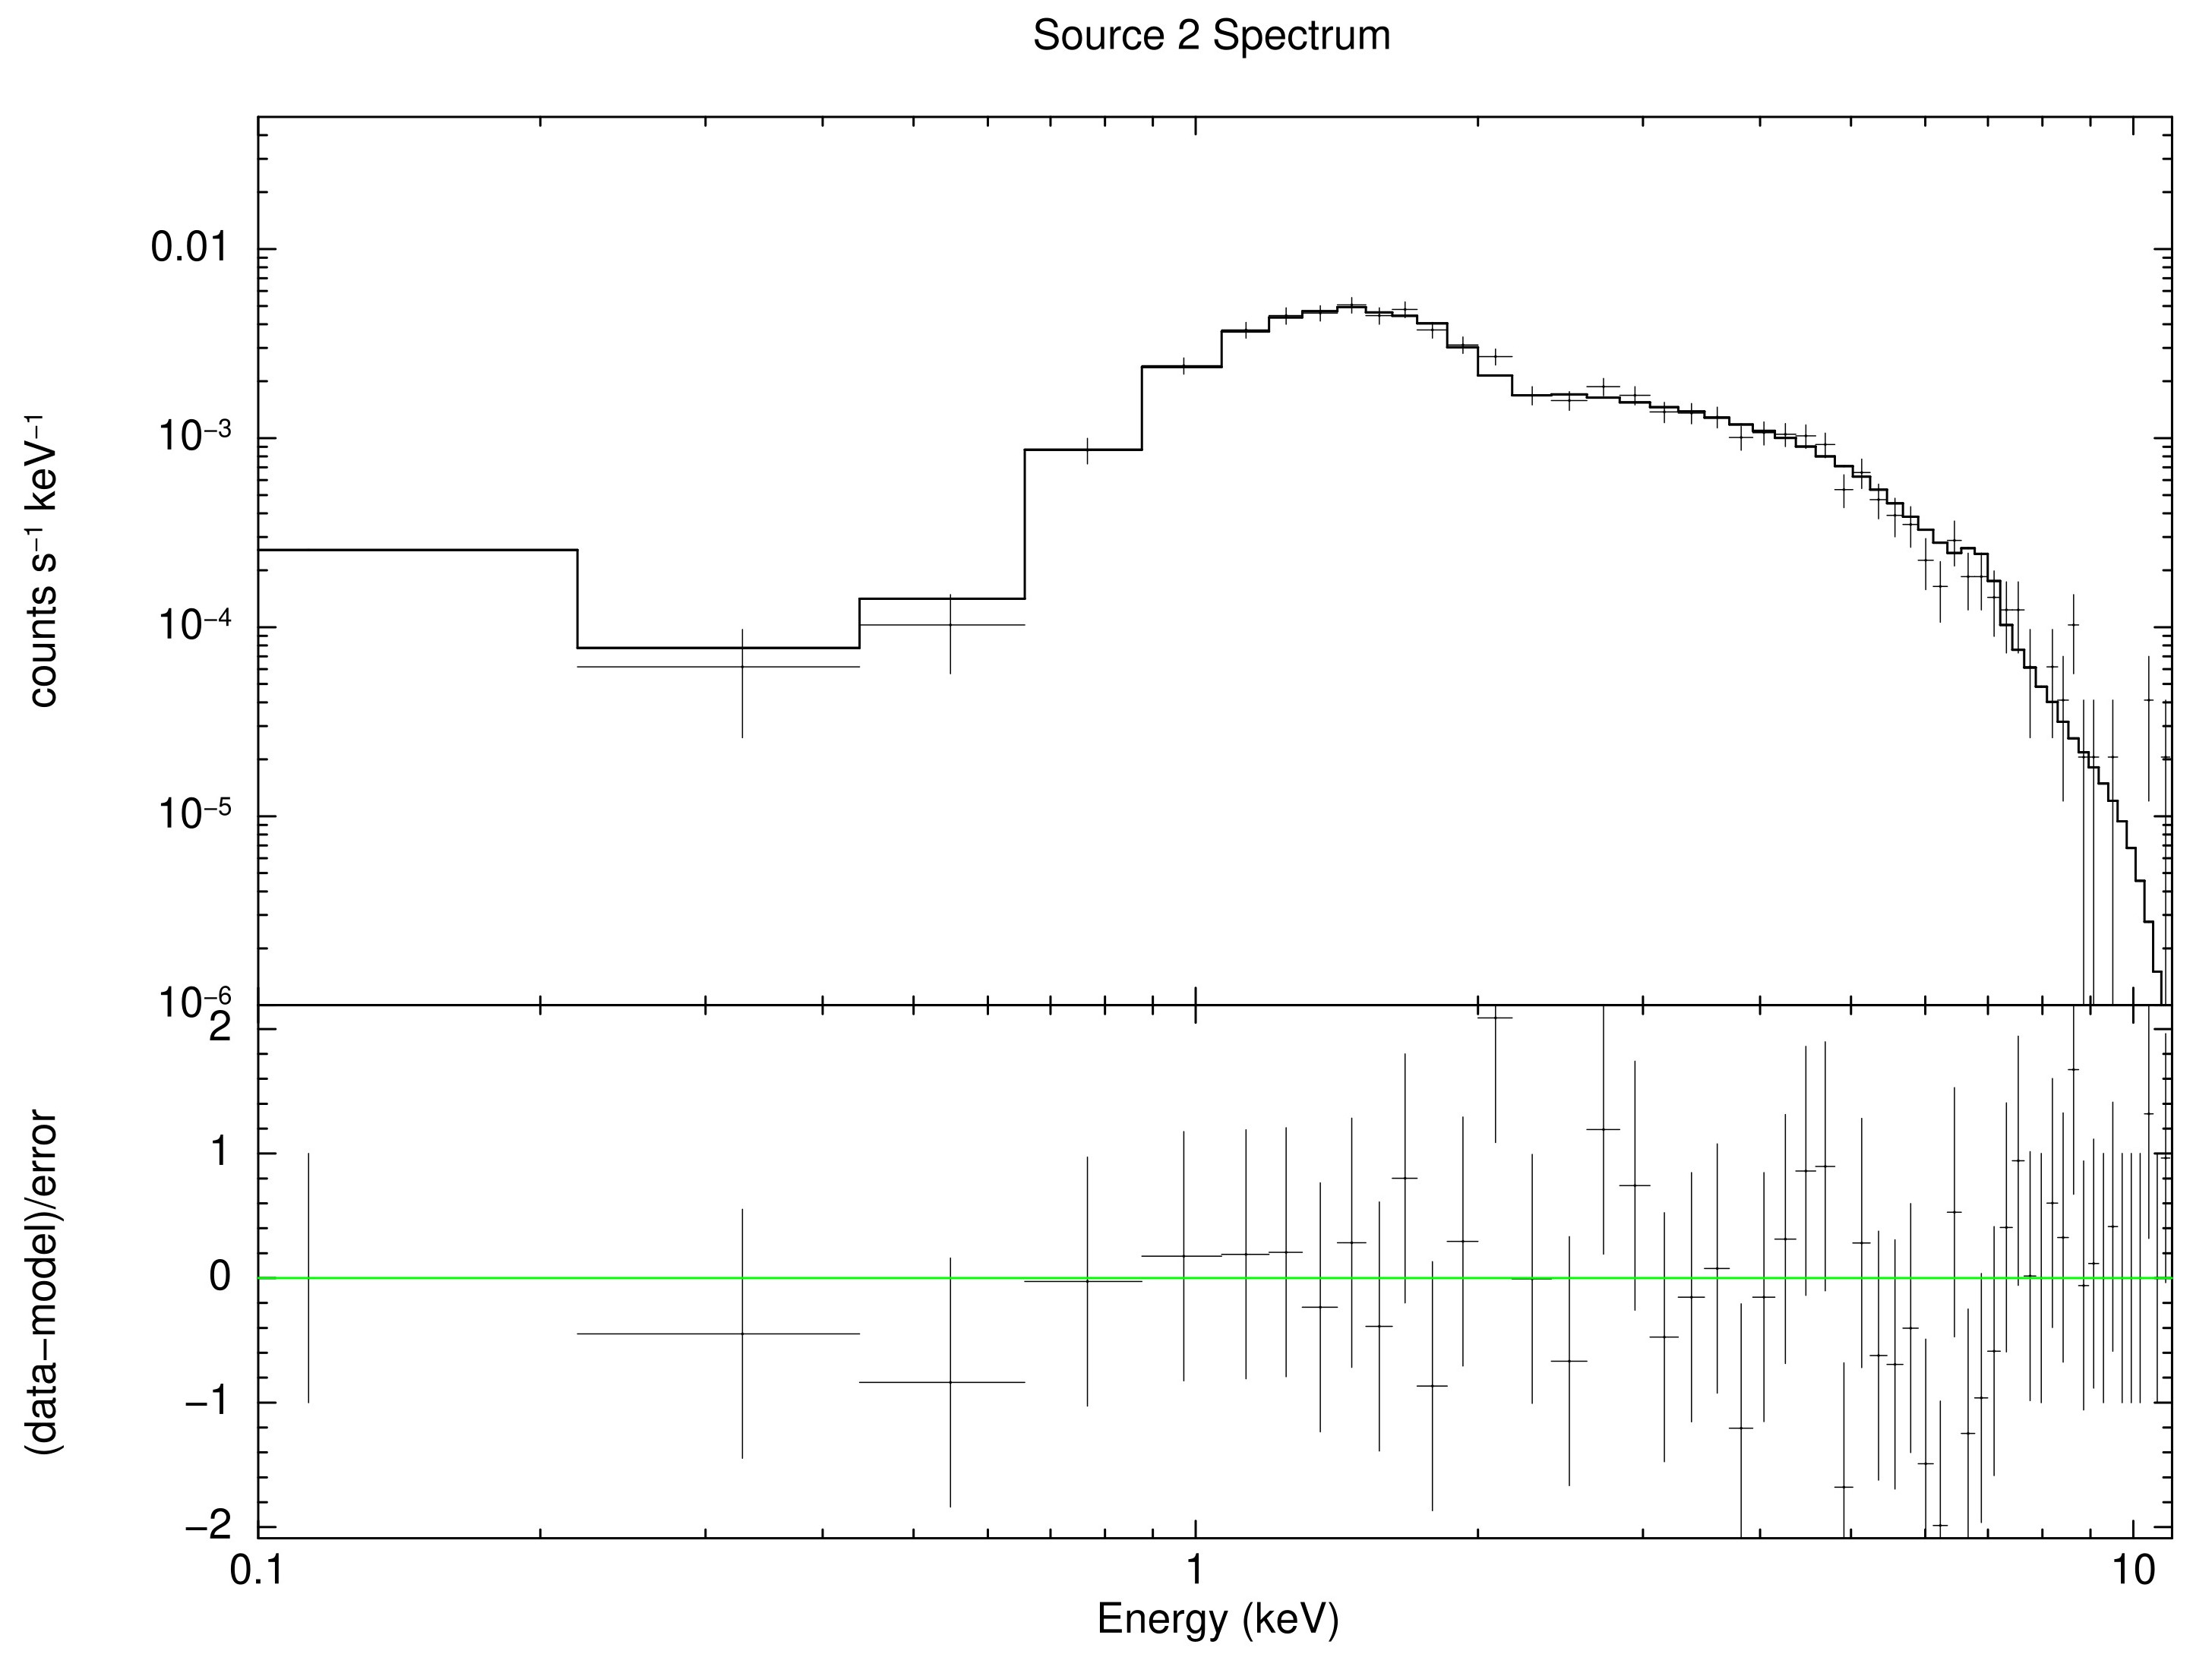 Source 2 Spectrum
counts s⁻¹ keV⁻¹
0.01
10⁻³
10⁻⁴
10⁻⁵
10⁻⁶
(data−model)/error
2
1
0
−1
−2
0.1 1 10
Energy (keV)